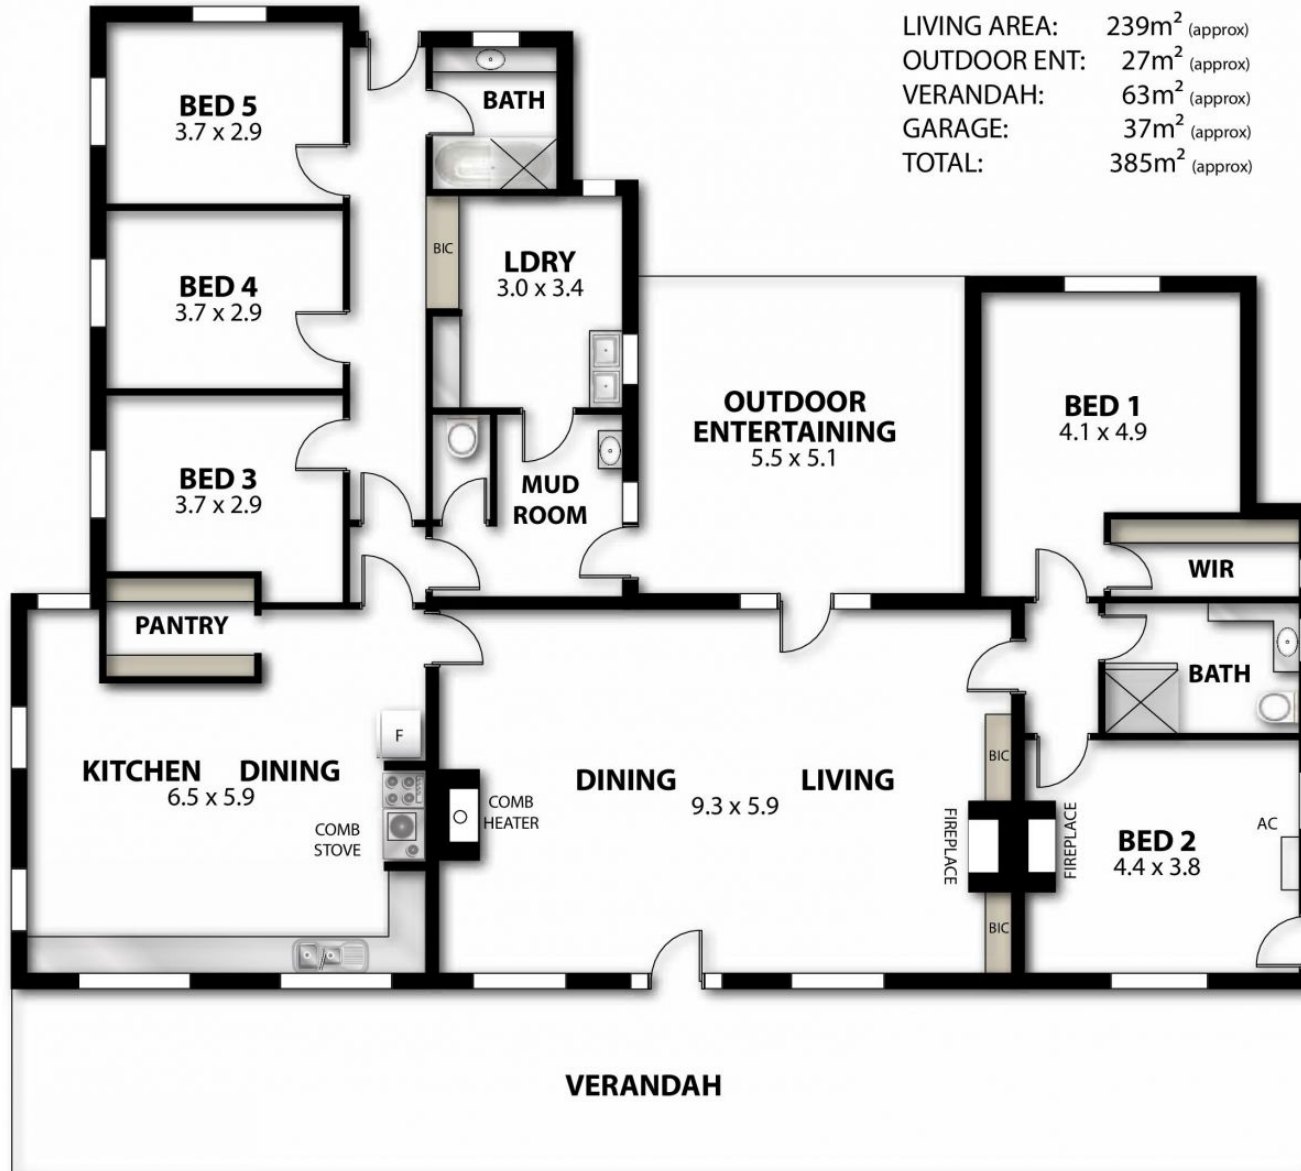 LIVING AREA: 239m² (approx)
OUTDOOR ENT: 27m² (approx)
VERANDAH: 63m² (approx)
GARAGE: 37m² (approx)
TOTAL: 385m² (approx)
BED 5
3.7 x 2.9
BATH
BIC
LDRY
3.0 x 3.4
BED 4
3.7 x 2.9
OUTDOOR
ENTERTAINING
5.5 x 5.1
BED 1
4.1 x 4.9
BED 3
3.7 x 2.9
MUD
ROOM
WIR
PANTRY
BATH
F
KITCHEN DINING
6.5 x 5.9
COMB
STOVE
COMB
HEATER
DINING LIVING
9.3 x 5.9
BIC
FIREPLACE
FIREPLACE
BIC
AC
BED 2
4.4 x 3.8
VERANDAH